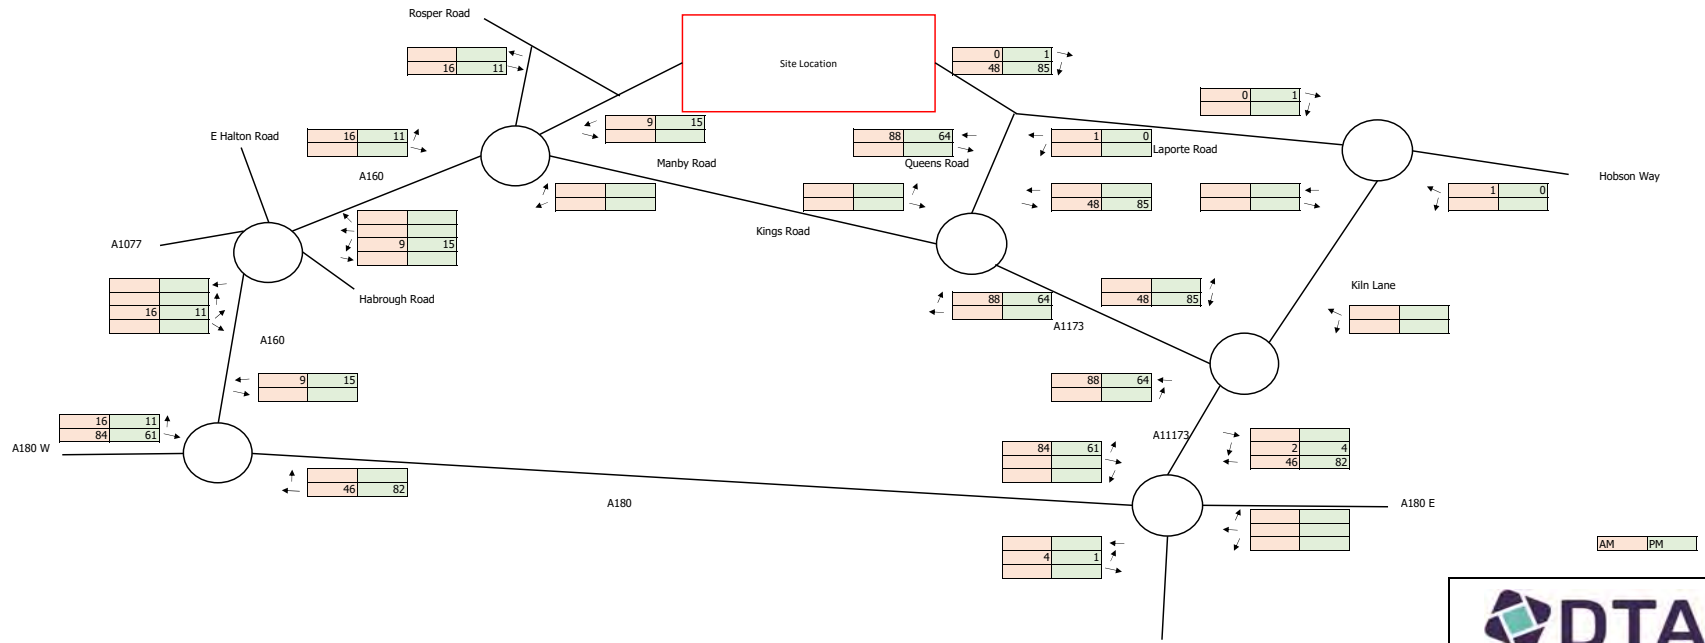 Rosper Road
Site Location
0 1
48 85
16 11
0 1
9 15
E Halton Road
16 11
88 64
1 0
Manby Road
Queens Road
Laporte Road
A160
Hobson Way
48 85
1 0
Kings Road
A1077
9 15
Habrough Road
16 11
48 85
88 64
Kiln Lane
A1173
A160
9 15
88 64
16 11
84 61
A180 W
A11173
2 4
46 82
84 61
46 82
A180
A180 E
4 1
AM PM
DTA